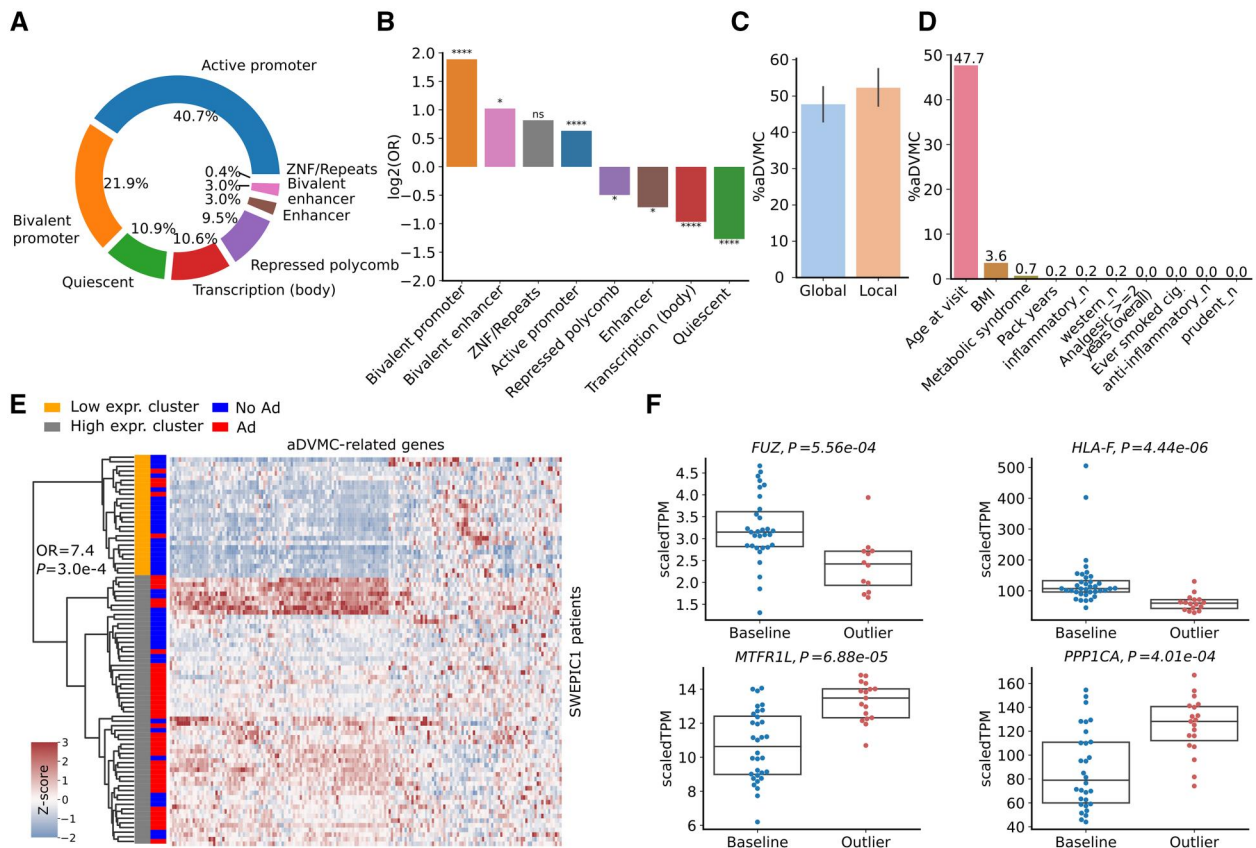 A
Active promoter
40.7%
ZNF/Repeats
0.4%
Bivalent
enhancer
3.0%
3.0%
Enhancer
9.5%
21.9%
10.9%
10.6%
Bivalent
promoter
Repressed polycomb
Quiescent
Transcription (body)
B
log2(OR)
2.0
1.5
1.0
0.5
0.0
−0.5
−1.0
−1.5
−2.0
****
*
ns
****
*
*
****
****
Bivalent promoter
Bivalent enhancer
ZNF/Repeats
Active promoter
Repressed polycomb
Enhancer
Transcription (body)
Quiescent
C
%aDVMC
60
50
40
30
20
10
0
Global
Local
D
%aDVMC
50
40
30
20
10
0
47.7
3.6
0.7
0.2
0.2
0.2
0.0
0.0
0.0
0.0
Age at visit
BMI
Metabolic syndrome
Pack years
inflammatory_n
western_n
Analgesic >=2
years (overall)
Ever smoked cig.
anti-inflammatory_n
prudent_n
E
Low expr. cluster
No Ad
High expr. cluster
Ad
aDVMC-related genes
OR=7.4
P=3.0e-4
SWEPIC1 patients
Z-score
3
2
1
0
−1
−2
F
FUZ, P = 5.56e-04
scaledTPM
4.5
4.0
3.5
3.0
2.5
2.0
1.5
Baseline
Outlier
HLA-F, P = 4.44e-06
scaledTPM
500
400
300
200
100
Baseline
Outlier
MTFR1L, P = 6.88e-05
scaledTPM
14
12
10
8
6
Baseline
Outlier
PPP1CA, P = 4.01e-04
scaledTPM
160
140
120
100
80
60
40
Baseline
Outlier